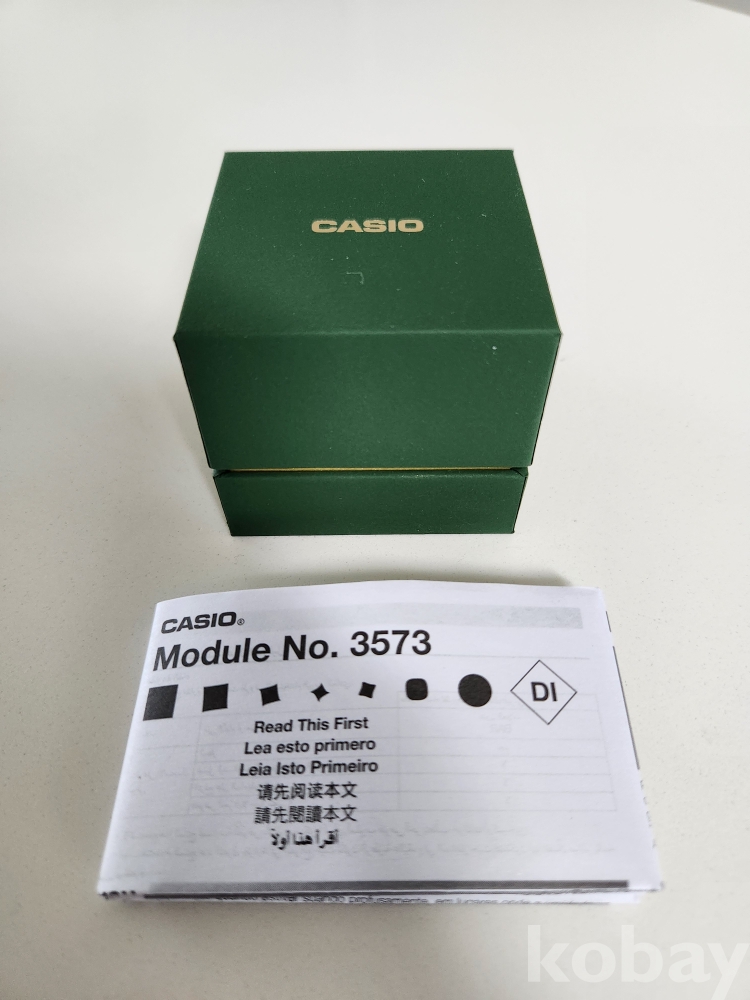 CASIO
CASIO®
Module No. 3573
DI
Read This First
Lea esto primero
Leia Isto Primeiro
请先阅读本文
請先閱讀本文
اقرأ هذا أولاً
kobay